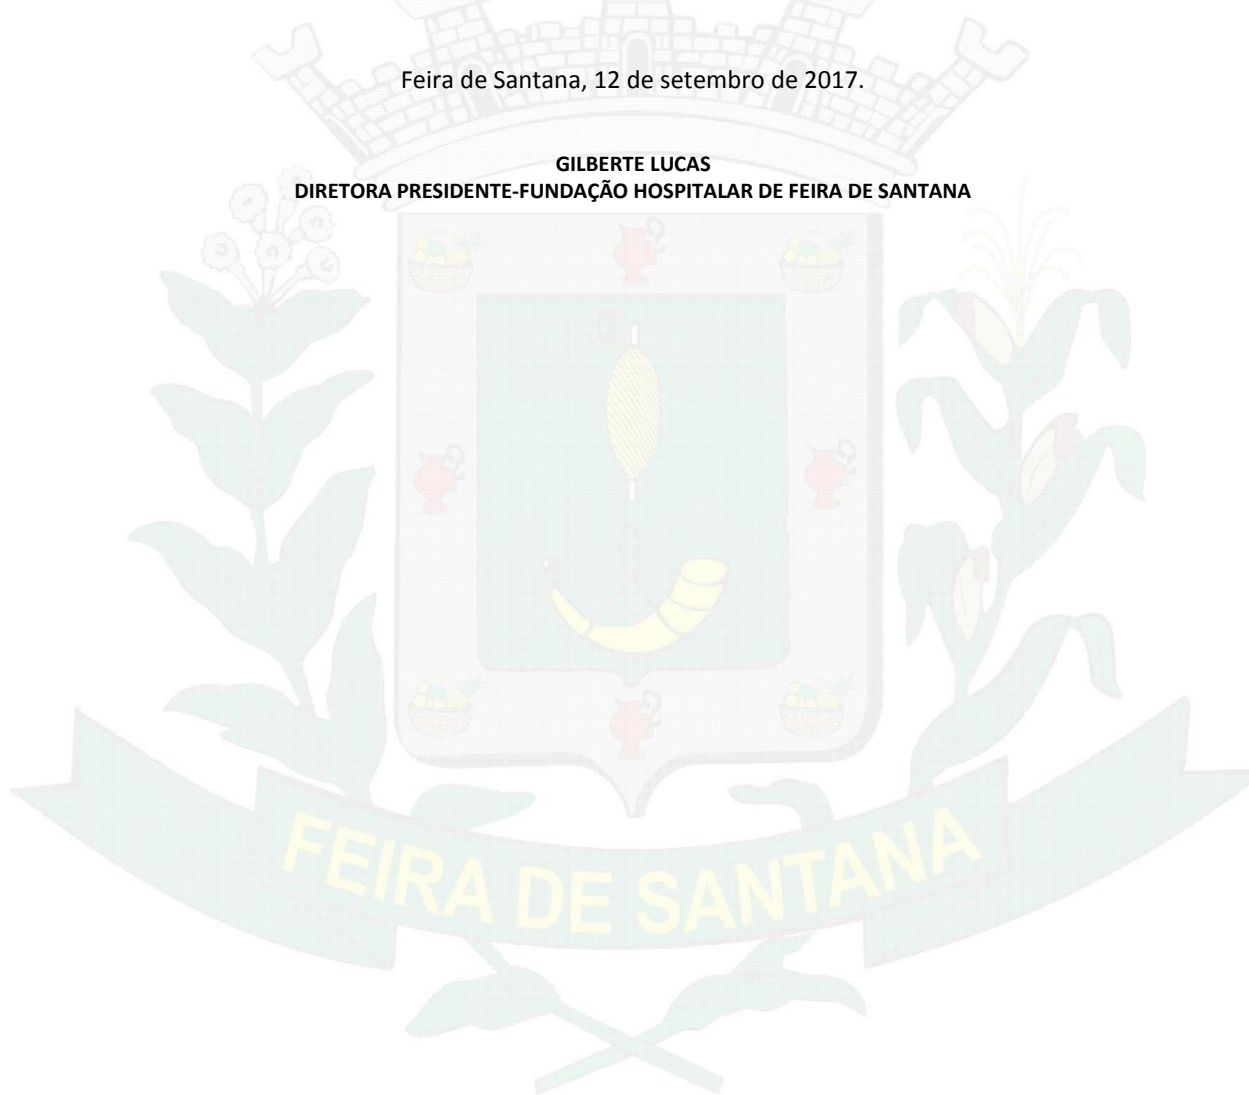 Feira de Santana, 12 de setembro de 2017.
GILBERTE LUCAS
DIRETORA PRESIDENTE-FUNDAÇÃO HOSPITALAR DE FEIRA DE SANTANA
FEIRA DE SANTANA